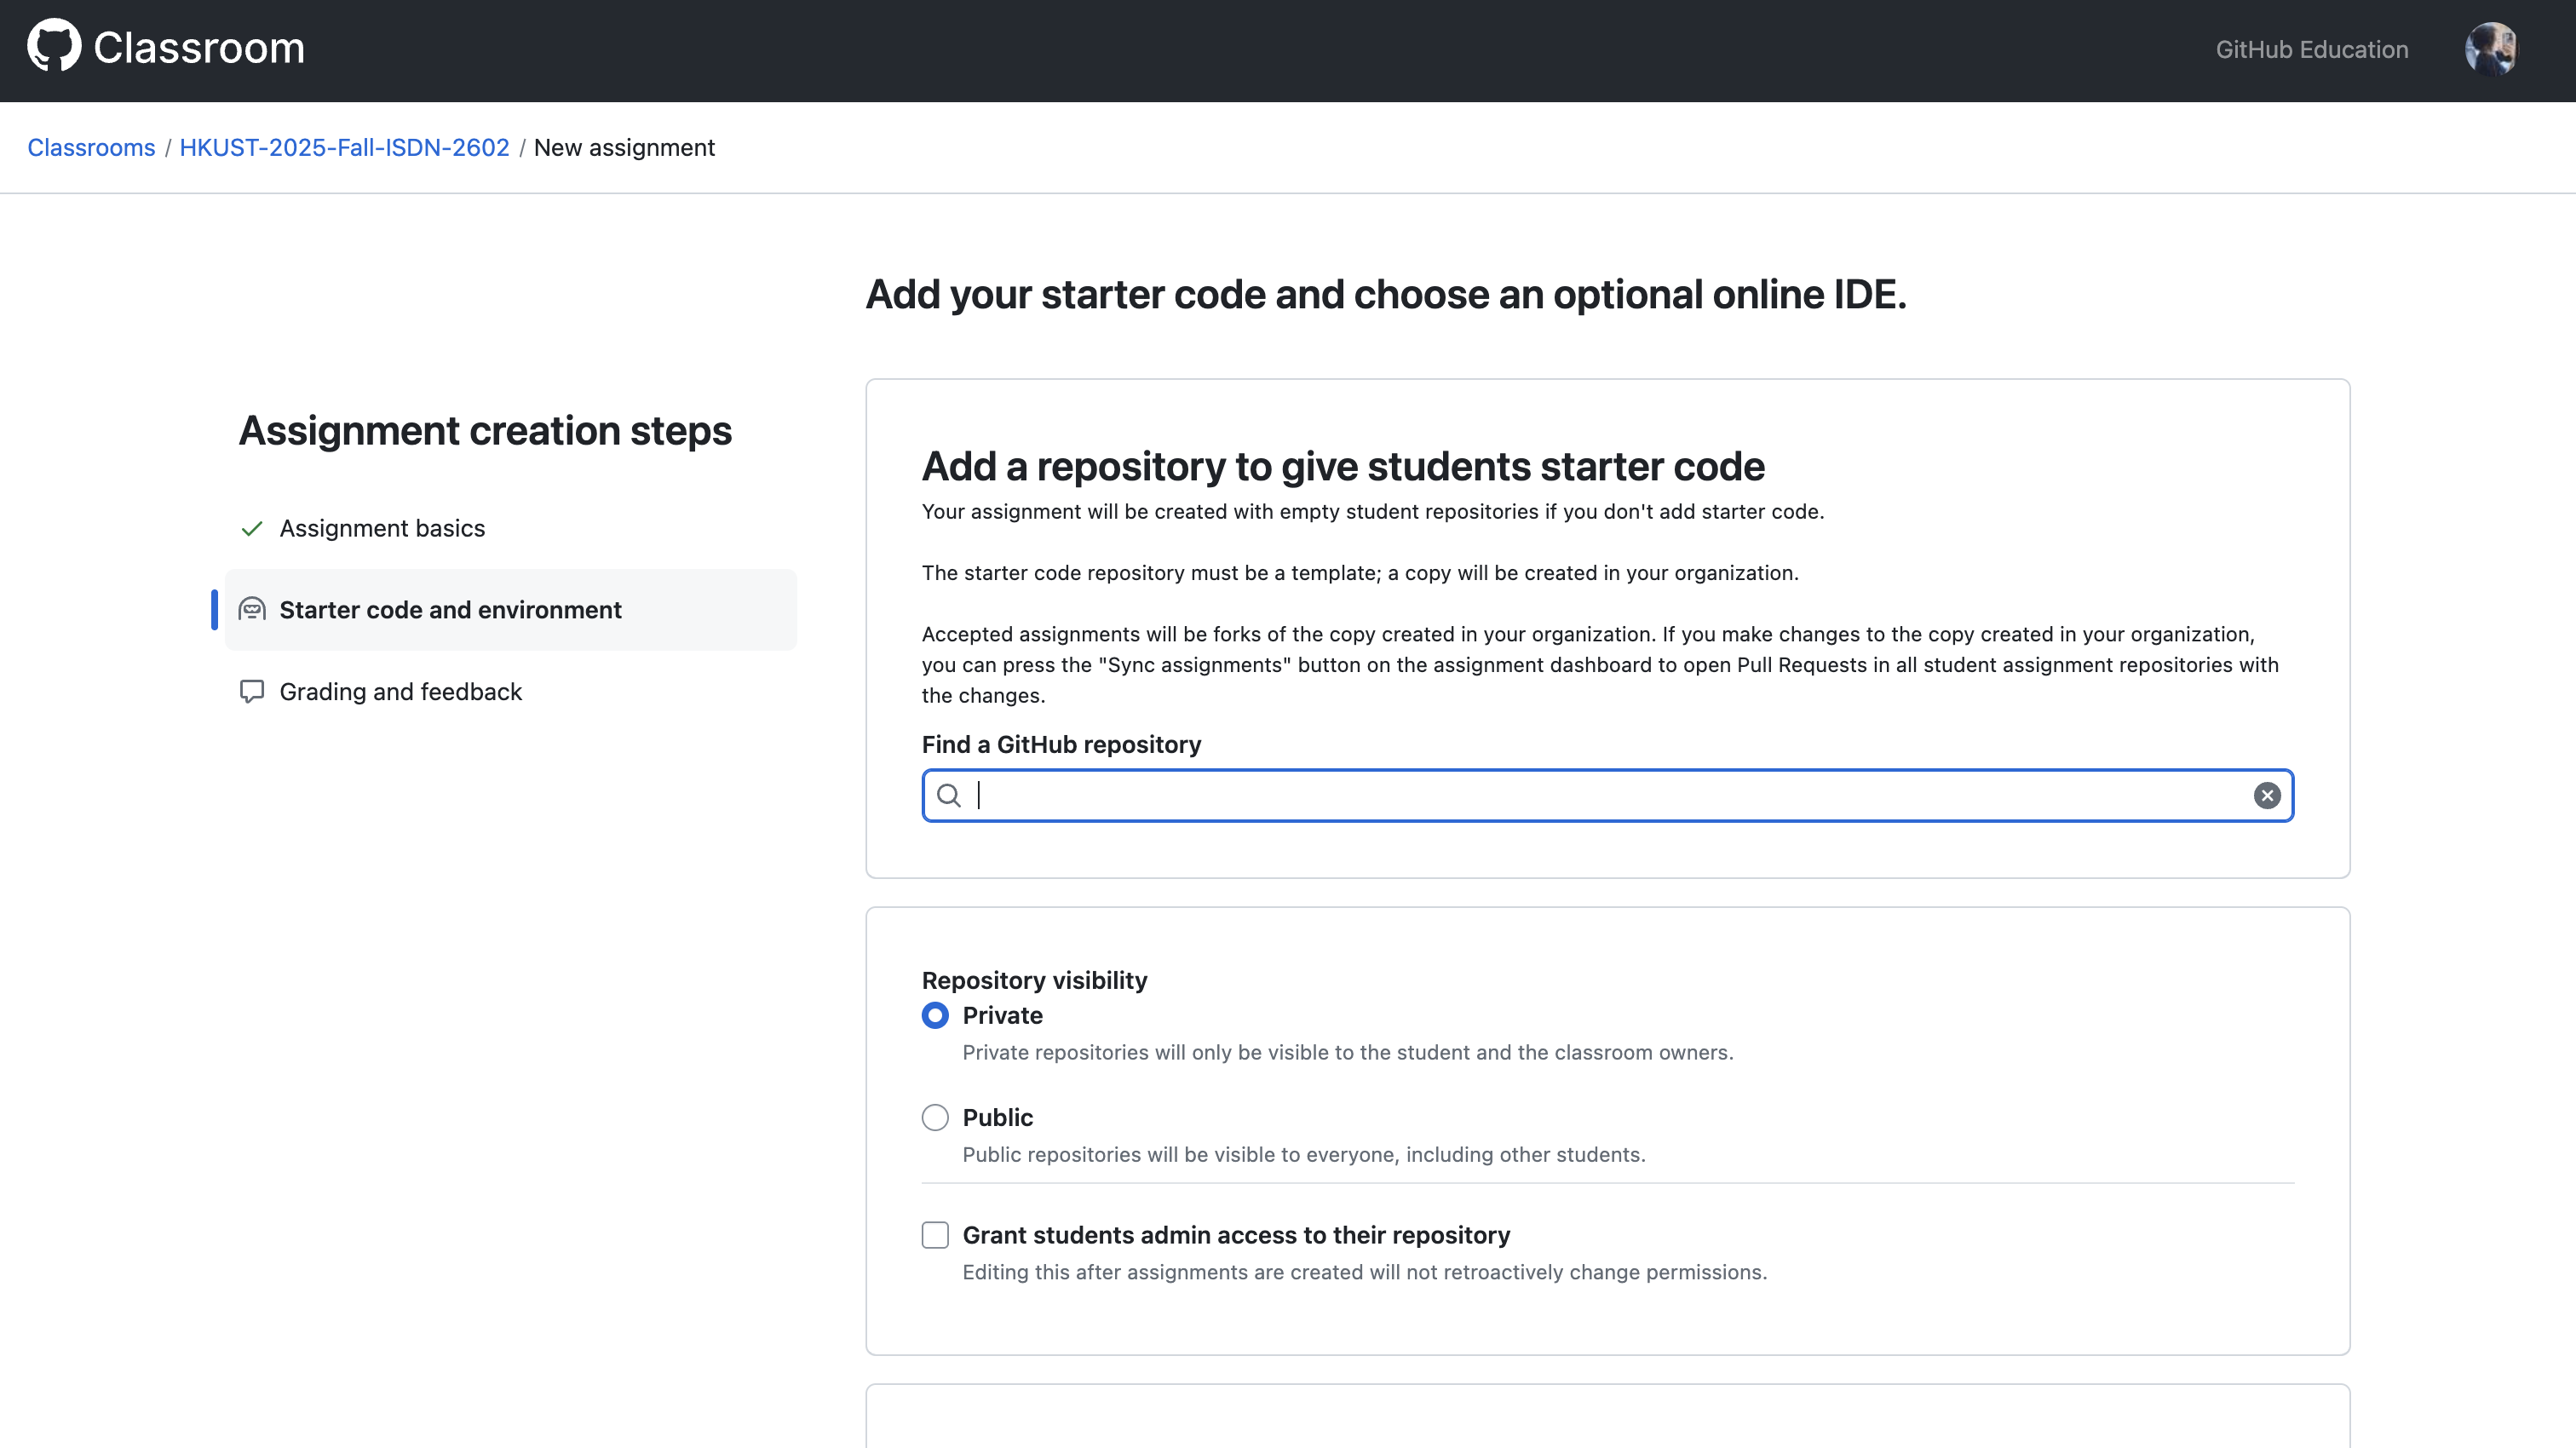 Classroom
GitHub Education
Classrooms / HKUST-2025-Fall-ISDN-2602 / New assignment
Add your starter code and choose an optional online IDE.
Assignment creation steps
Assignment basics
Starter code and environment
Grading and feedback
Add a repository to give students starter code
Your assignment will be created with empty student repositories if you don't add starter code.
The starter code repository must be a template; a copy will be created in your organization.
Accepted assignments will be forks of the copy created in your organization. If you make changes to the copy created in your organization,
you can press the "Sync assignments" button on the assignment dashboard to open Pull Requests in all student assignment repositories with
the changes.
Find a GitHub repository
Repository visibility
Private
Private repositories will only be visible to the student and the classroom owners.
Public
Public repositories will be visible to everyone, including other students.
Grant students admin access to their repository
Editing this after assignments are created will not retroactively change permissions.